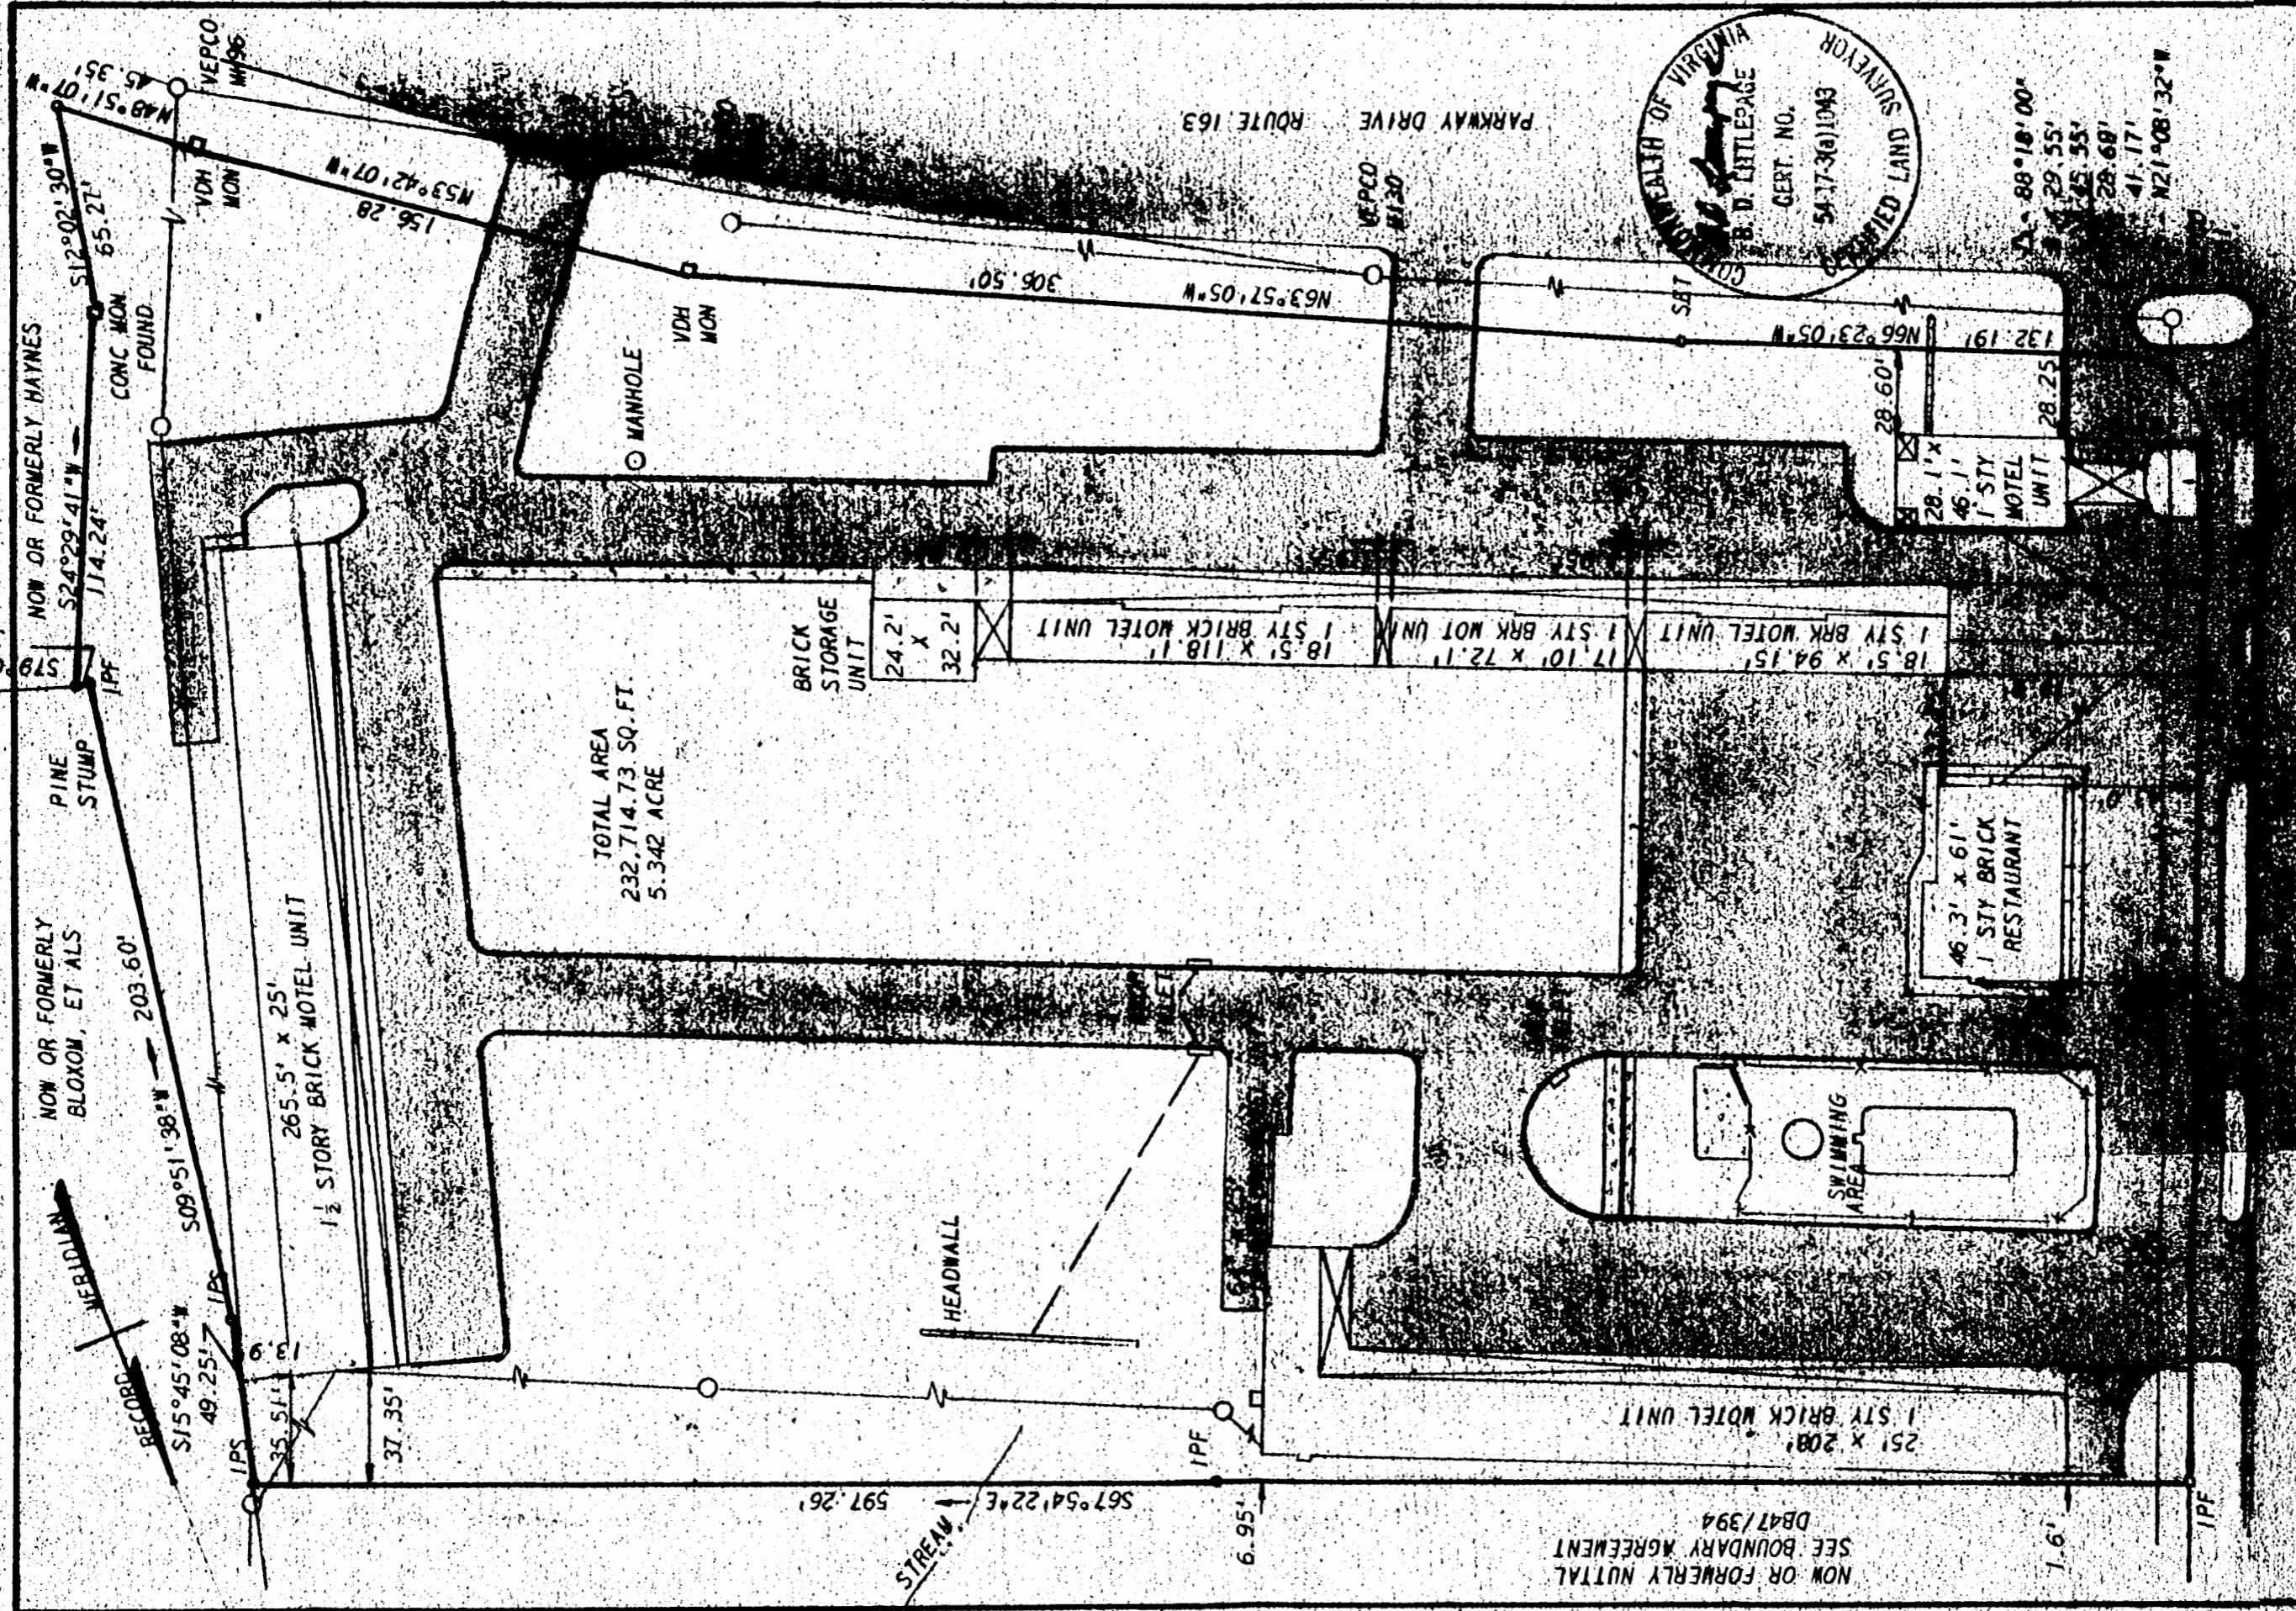 NOW OR FORMERLY HAYNES
S24°29'41"W
114.24'
CONC MON
FOUND
S12°02'30"W
65.27'
N48°51'07"W
45.35'
VEPCO
VDH
MON
N53°42'07"W
156.28
VDH
MON
MANHOLE
306.50'
N63°57'05"W
PARKWAY DRIVE ROUTE 163
VEPCO
SET
N66°23'05"W
132.19'
28.60'
28.25'
COMMONWEALTH OF VIRGINIA
B. D. LITTLEPAGE
CERT. NO.
54-17-3(a)1043
CERTIFIED LAND SURVEYOR
88°18'00"
29.55'
45.55'
28.69'
41.17'
N21°08'32"W
28.1' x
46.1'
1 STY
MOTEL
UNIT
PINE
STUMP
IPF
NOW OR FORMERLY
BLOXOM, ET ALS
203.60'
S09°51'38"W
IPS
RECORD MERIDIAN
S15°45'08"W
49.25'
IPS
13.9
35.51'
37.35'
265.5' x 25'
1½ STORY BRICK MOTEL UNIT
TOTAL AREA
232,714.73 SQ.FT.
5.342 ACRE
BRICK
STORAGE
UNIT
24.2'
X
32.2'
18.5' x 118.1'
1 STY BRICK MOTEL UNIT
17.10' x 72.1'
1 STY BRK MOT UNIT
18.5' x 94.15'
1 STY BRK MOTEL UNIT
46.3' x 61'
1 STY BRICK
RESTAURANT
INLET
HEADWALL
SWIMMING
AREA
25' x 208'
1 STY BRICK MOTEL UNIT
S67°54'22"E
597.26'
STREAM
IPF
6.95'
1.6'
NOW OR FORMERLY NUTTAL
SEE BOUNDARY AGREEMENT
DB47/394
IPF